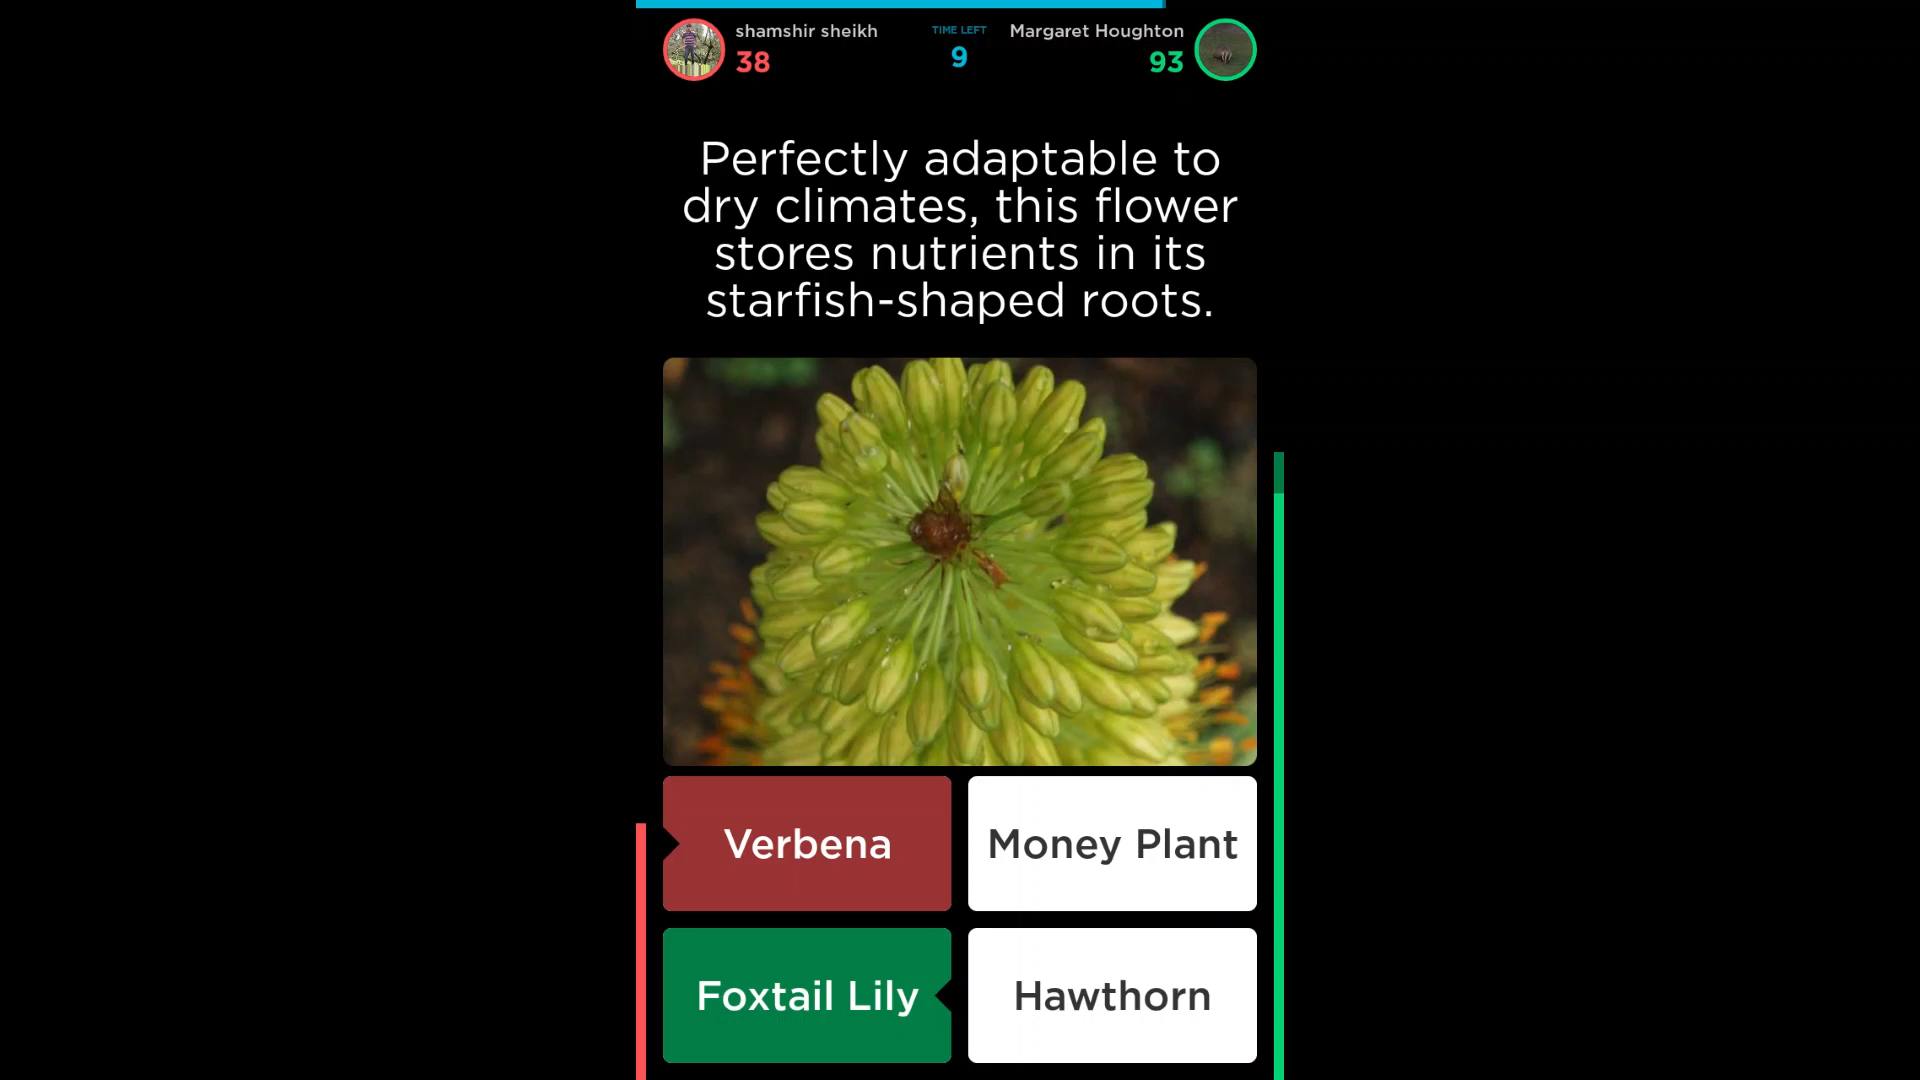 shamshir sheikh
38
TIME LEFT
9
Margaret Houghton
93
Perfectly adaptable to
dry climates, this flower
stores nutrients in its
starfish-shaped roots.
Verbena
Money Plant
Foxtail Lily
Hawthorn